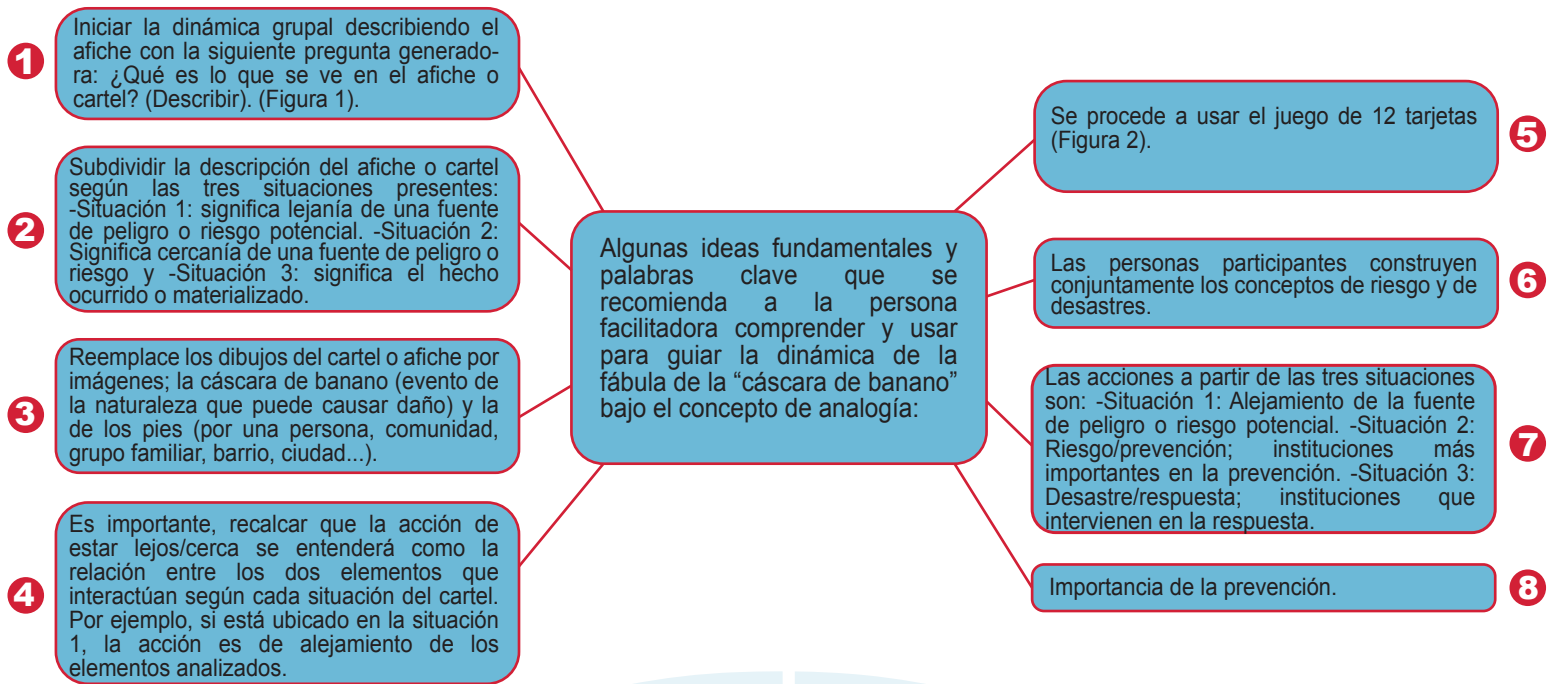 1
Iniciar la dinámica grupal describiendo el
afiche con la siguiente pregunta generado-
ra: ¿Qué es lo que se ve en el afiche o
cartel? (Describir). (Figura 1).
2
Subdividir la descripción del afiche o cartel
según las tres situaciones presentes:
-Situación 1: significa lejanía de una fuente
de peligro o riesgo potencial. -Situación 2:
Significa cercanía de una fuente de peligro o
riesgo y -Situación 3: significa el hecho
ocurrido o materializado.
3
Reemplace los dibujos del cartel o afiche por
imágenes; la cáscara de banano (evento de
la naturaleza que puede causar daño) y la
de los pies (por una persona, comunidad,
grupo familiar, barrio, ciudad...).
4
Es importante, recalcar que la acción de
estar lejos/cerca se entenderá como la
relación entre los dos elementos que
interactúan según cada situación del cartel.
Por ejemplo, si está ubicado en la situación
1, la acción es de alejamiento de los
elementos analizados.
Algunas ideas fundamentales y
palabras clave que se
recomienda a la persona
facilitadora comprender y usar
para guiar la dinámica de la
fábula de la “cáscara de banano”
bajo el concepto de analogía:
Se procede a usar el juego de 12 tarjetas
(Figura 2).
5
Las personas participantes construyen
conjuntamente los conceptos de riesgo y de
desastres.
6
Las acciones a partir de las tres situaciones
son: -Situación 1: Alejamiento de la fuente
de peligro o riesgo potencial. -Situación 2:
Riesgo/prevención; instituciones más
importantes en la prevención. -Situación 3:
Desastre/respuesta; instituciones que
intervienen en la respuesta.
7
Importancia de la prevención.
8